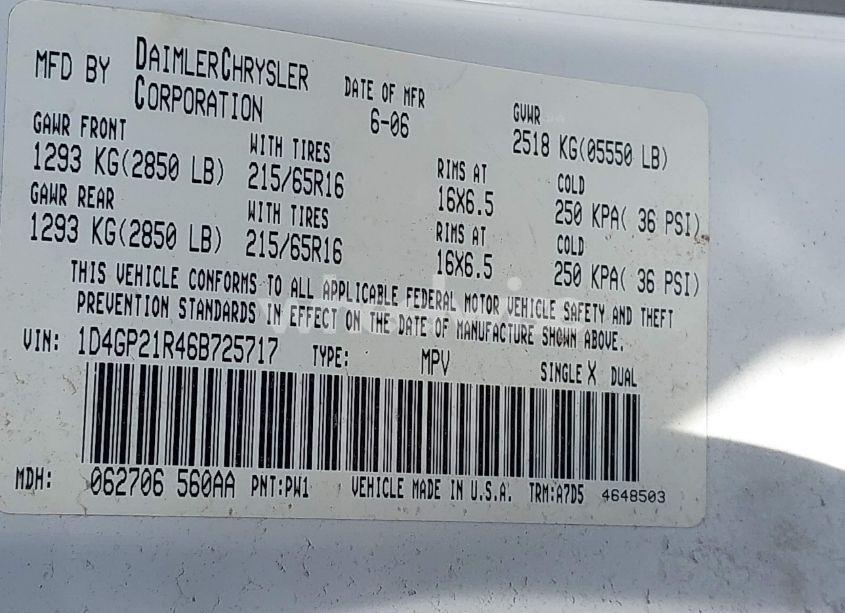 MFD BY DAIMLERCHRYSLER CORPORATION DATE OF MFR 6-06 GVWR 2518 KG(05550 LB)
GAWR FRONT WITH TIRES RIMS AT COLD
1293 KG(2850 LB) 215/65R16 16X6.5 250 KPA( 36 PSI)
GAWR REAR WITH TIRES RIMS AT COLD
1293 KG(2850 LB) 215/65R16 16X6.5 250 KPA( 36 PSI)
THIS VEHICLE CONFORMS TO ALL APPLICABLE FEDERAL MOTOR VEHICLE SAFETY AND THEFT
PREVENTION STANDARDS IN EFFECT ON THE DATE OF MANUFACTURE SHOWN ABOVE.
VIN: 1D4GP21R46B725717 TYPE: MPV SINGLE X DUAL
MDH: 062706 560AA PNT:PW1 VEHICLE MADE IN U.S.A. TRM:A7D5 4648503